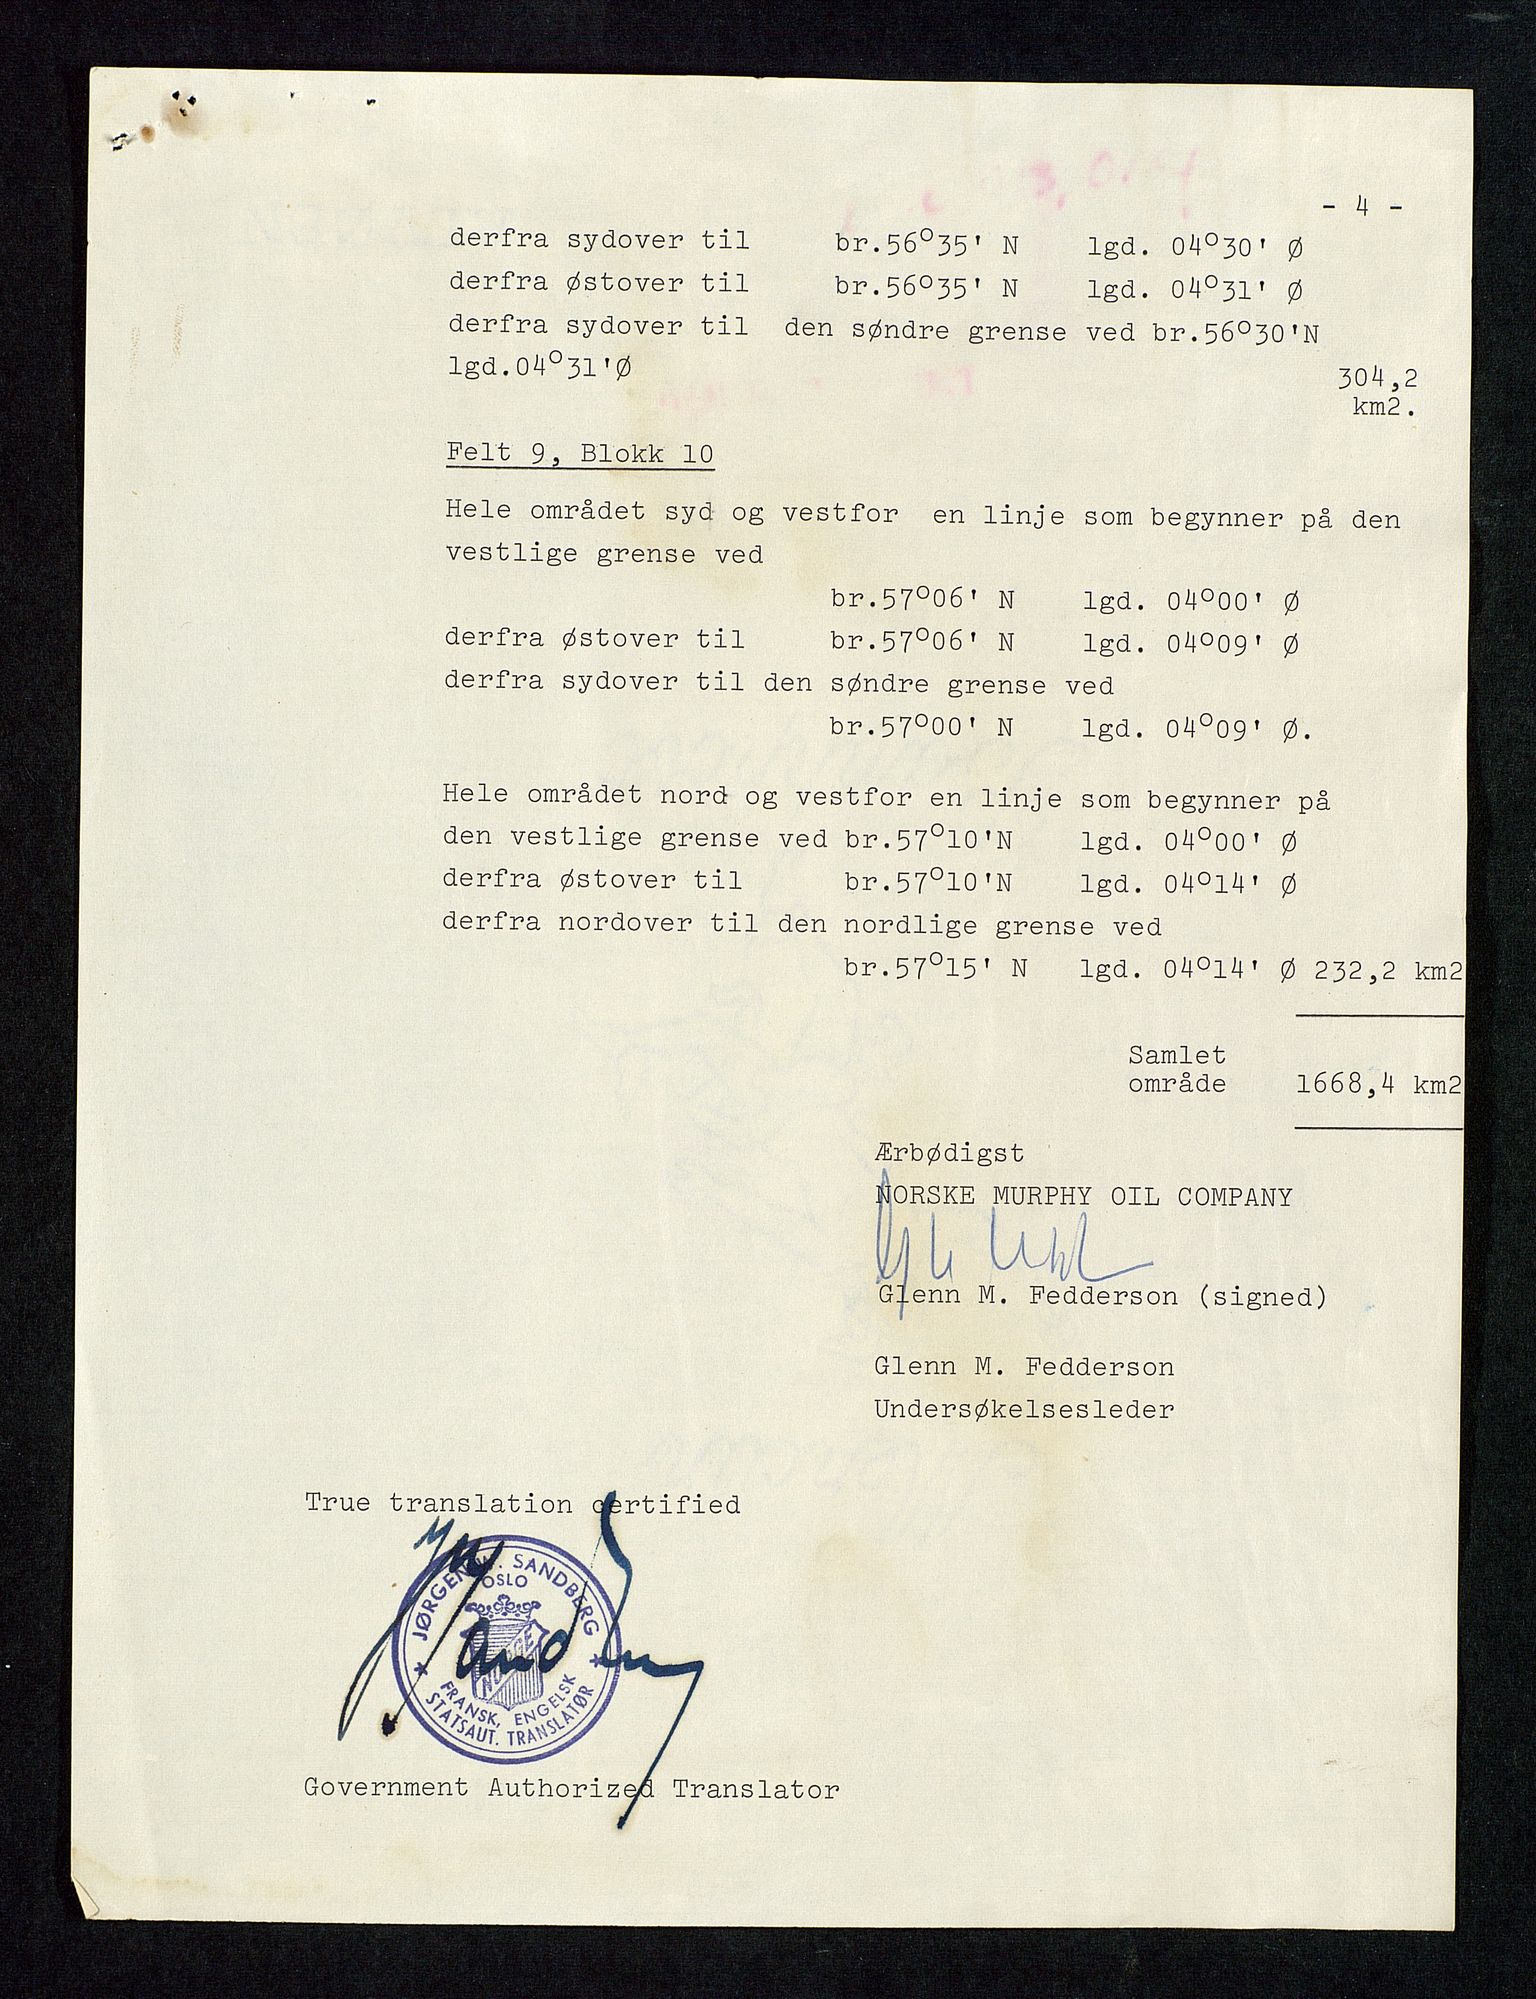 - 4 -
derfra sydover til br.56°35' N lgd. 04°30' Ø
derfra østover til br.56°35' N lgd. 04°31' Ø
derfra sydover til den søndre grense ved br.56°30'N
lgd.04°31'Ø
304,2
km2.
Felt 9, Blokk 10
Hele området syd og vestfor en linje som begynner på den
vestlige grense ved
br.57°06' N lgd. 04°00' Ø
derfra østover til br.57°06' N lgd. 04°09' Ø
derfra sydover til den søndre grense ved
br.57°00' N lgd. 04°09' Ø.
Hele området nord og vestfor en linje som begynner på
den vestlige grense ved br.57°10'N lgd. 04°00' Ø
derfra østover til br.57°10'N lgd. 04°14' Ø
derfra nordover til den nordlige grense ved
br.57°15' N lgd. 04°14' Ø 232,2 km2
Samlet
område 1668,4 km2
Ærbødigst
NORSKE MURPHY OIL COMPANY
Glenn M. Fedderson (signed)
Glenn M. Fedderson
Undersøkelsesleder
True translation certified
JØRGEN W. SANDBERG
OSLO
NORGE
FRANSK, ENGELSK
STATSAUT. TRANSLATØR
Government Authorized Translator